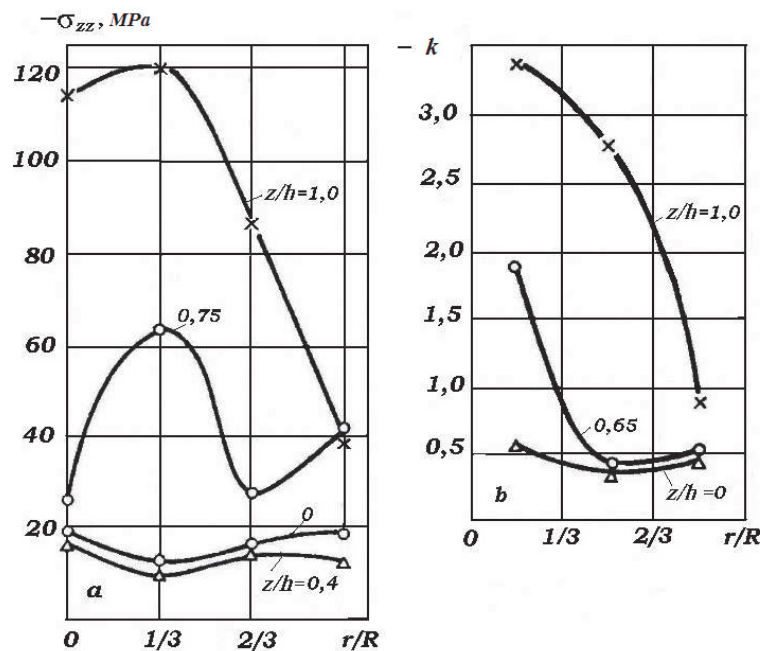 −σzz, MPa
120
100
80
60
40
20
z/h=1,0
0,75
0
z/h=0,4
a
0 1/3 2/3 r/R
− k
3,0
2,5
2,0
1,5
1,0
0,5
z/h=1,0
0,65
z/h=0
b
0 1/3 2/3 r/R